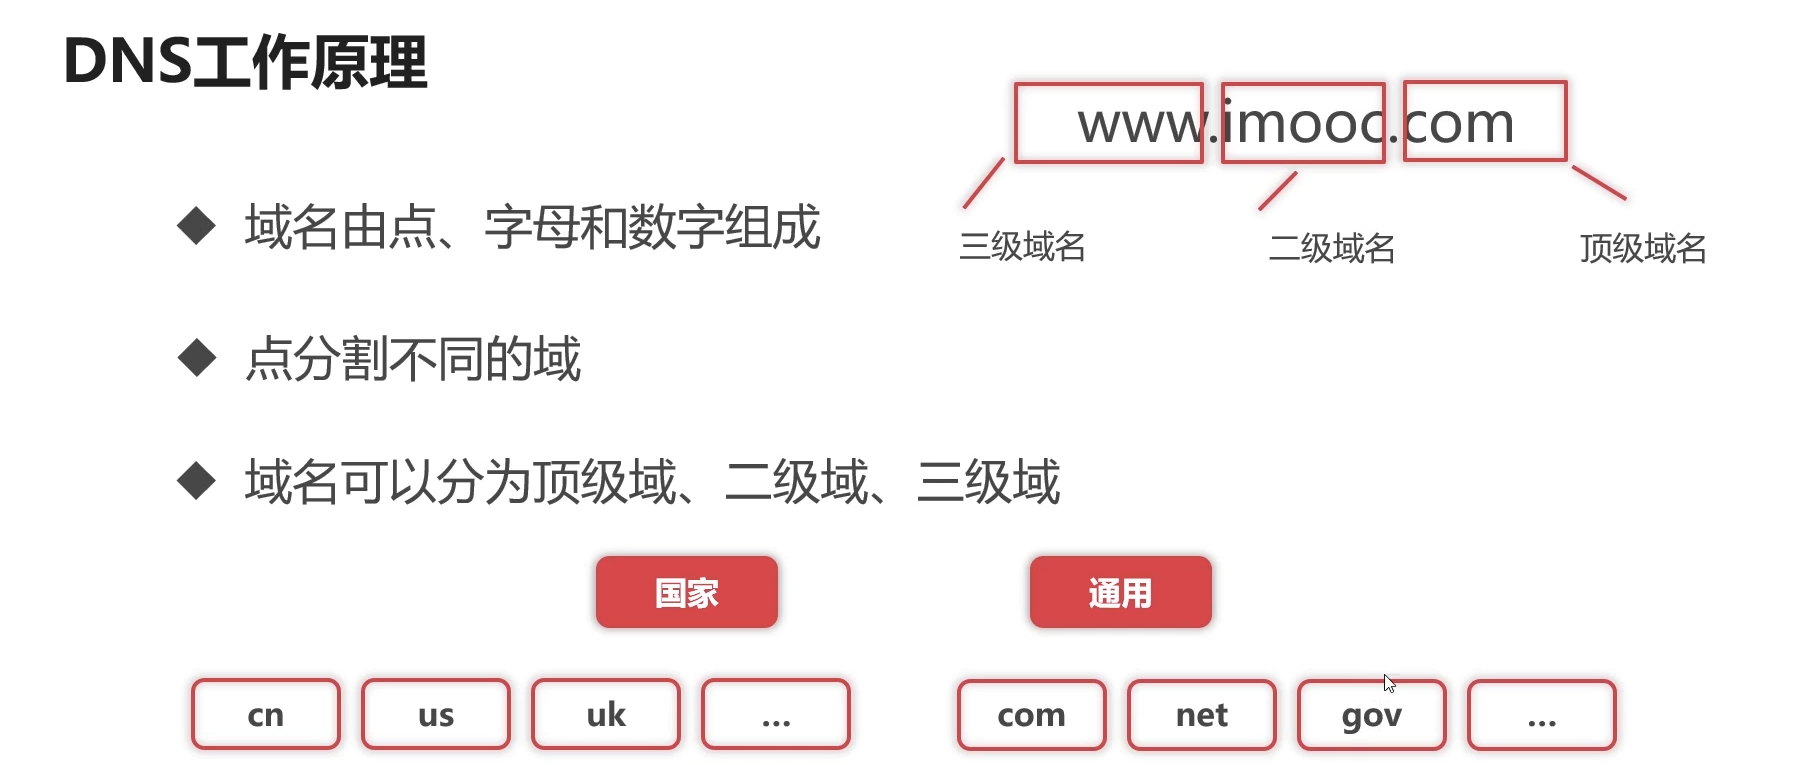 DNS工作原理
www.imooc.com
三级域名 二级域名 顶级域名
◆ 域名由点、字母和数字组成
◆ 点分割不同的域
◆ 域名可以分为顶级域、二级域、三级域
国家 通用
cn us uk ... com net gov ...